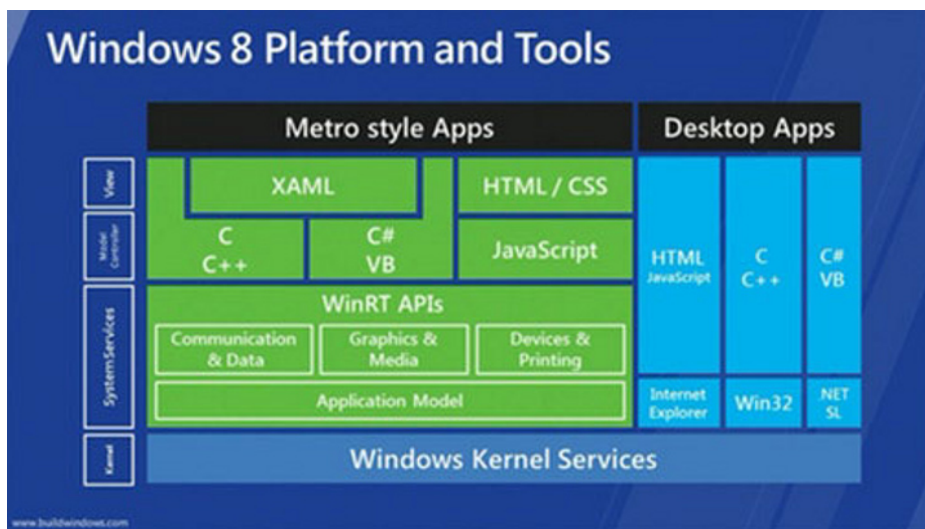 Windows 8 Platform and Tools
Metro style Apps
Desktop Apps
View
XAML
HTML / CSS
Model
Controller
C
C++
C#
VB
JavaScript
HTML
JavaScript
C
C++
C#
VB
System Services
WinRT APIs
Communication
& Data
Graphics &
Media
Devices &
Printing
Application Model
Internet
Explorer
Win32
.NET
SL
Kernel
Windows Kernel Services
www.buildwindows.com